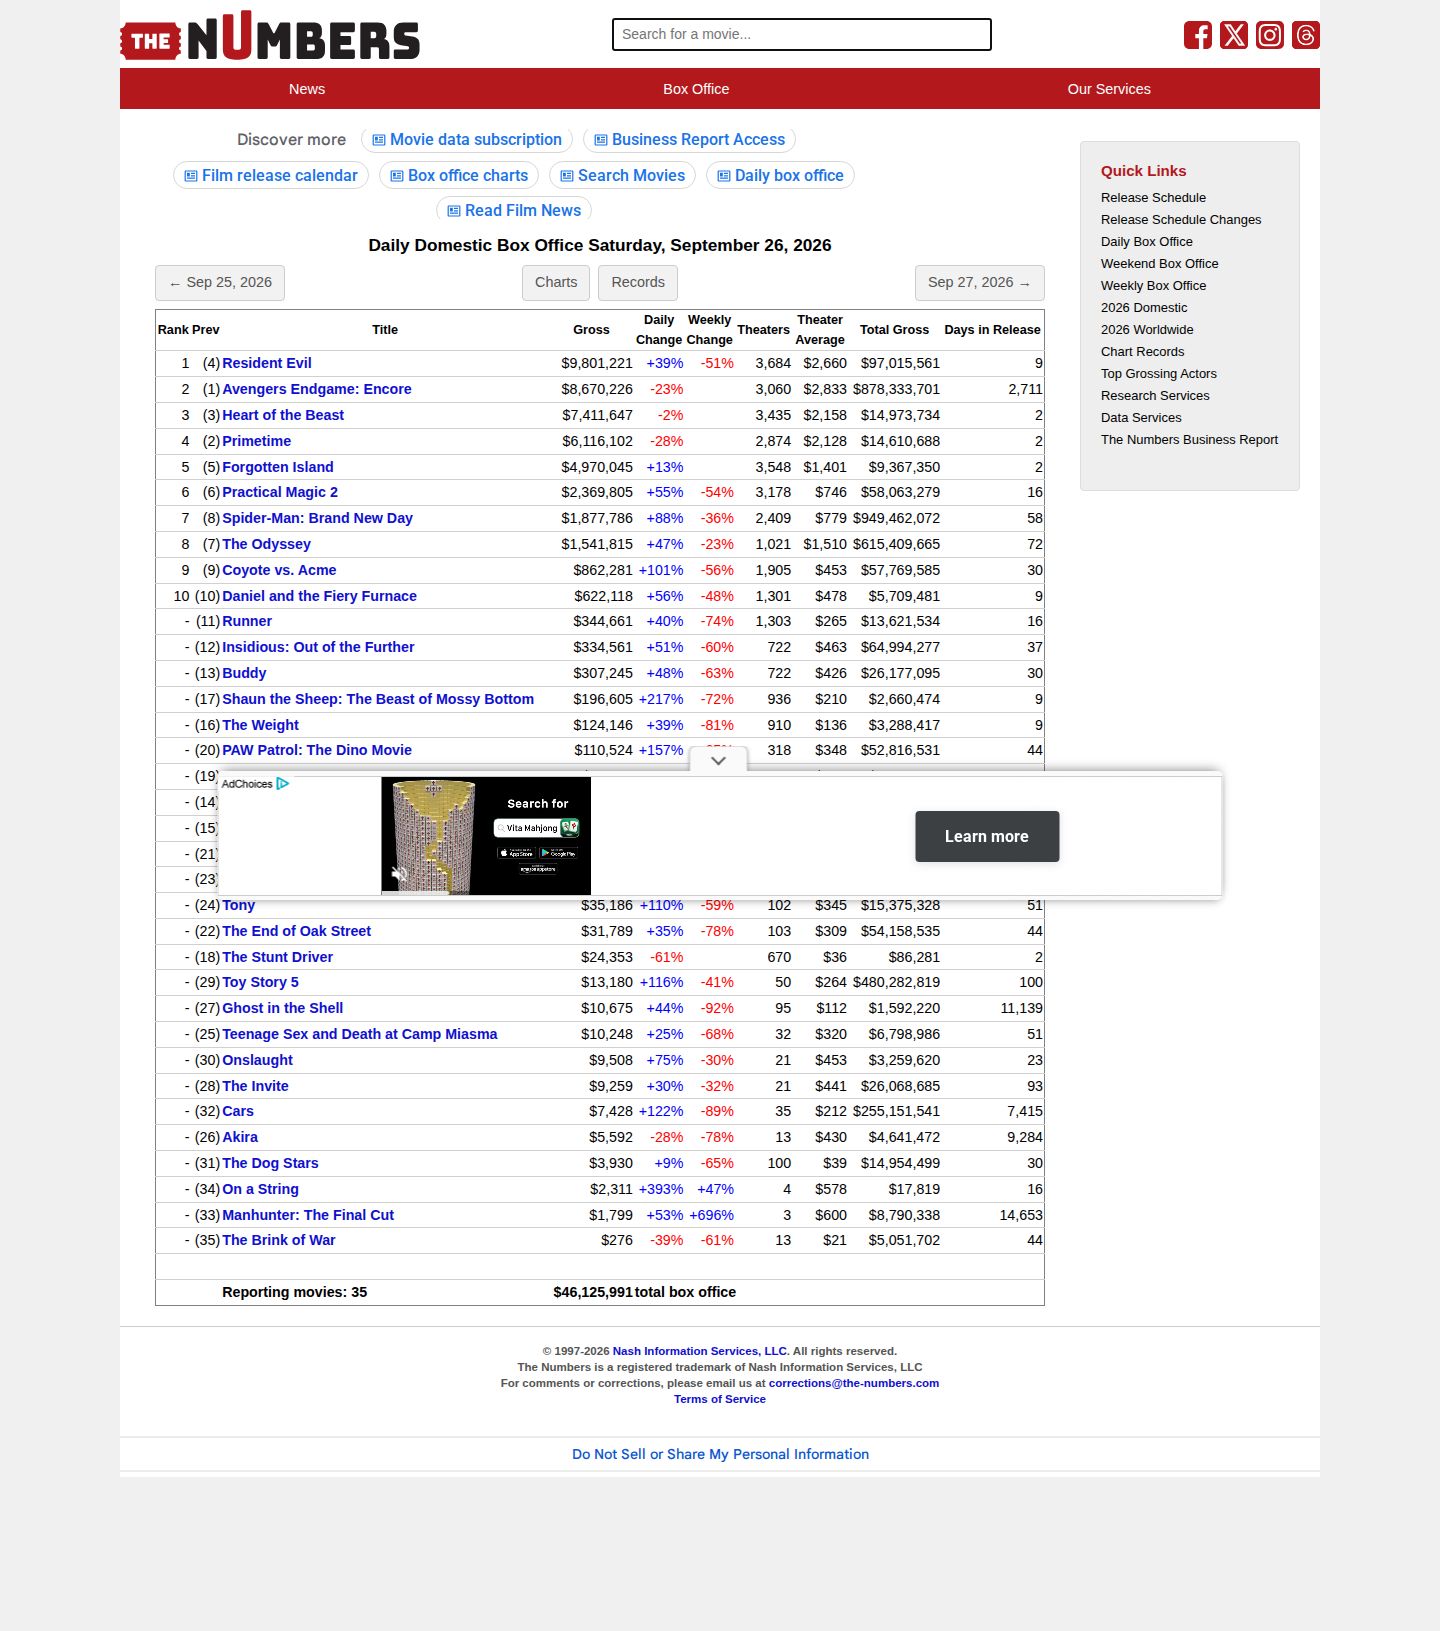 THE NUMBERS
Search for a movie...
News Box Office Our Services
Discover more Movie data subscription Business Report Access
Film release calendar Box office charts Search Movies Daily box office
Read Film News
Quick Links
Release Schedule
Release Schedule Changes
Daily Box Office
Weekend Box Office
Weekly Box Office
2026 Domestic
2026 Worldwide
Chart Records
Top Grossing Actors
Research Services
Data Services
The Numbers Business Report
Daily Domestic Box Office Saturday, September 26, 2026
← Sep 25, 2026 Charts Records Sep 27, 2026 →
Rank Prev Title Gross Daily Change Weekly Change Theaters Theater Average Total Gross Days in Release
1 (4) Resident Evil $9,801,221 +39% -51% 3,684 $2,660 $97,015,561 9
2 (1) Avengers Endgame: Encore $8,670,226 -23% 3,060 $2,833 $878,333,701 2,711
3 (3) Heart of the Beast $7,411,647 -2% 3,435 $2,158 $14,973,734 2
4 (2) Primetime $6,116,102 -28% 2,874 $2,128 $14,610,688 2
5 (5) Forgotten Island $4,970,045 +13% 3,548 $1,401 $9,367,350 2
6 (6) Practical Magic 2 $2,369,805 +55% -54% 3,178 $746 $58,063,279 16
7 (8) Spider-Man: Brand New Day $1,877,786 +88% -36% 2,409 $779 $949,462,072 58
8 (7) The Odyssey $1,541,815 +47% -23% 1,021 $1,510 $615,409,665 72
9 (9) Coyote vs. Acme $862,281 +101% -56% 1,905 $453 $57,769,585 30
10 (10) Daniel and the Fiery Furnace $622,118 +56% -48% 1,301 $478 $5,709,481 9
- (11) Runner $344,661 +40% -74% 1,303 $265 $13,621,534 16
- (12) Insidious: Out of the Further $334,561 +51% -60% 722 $463 $64,994,277 37
- (13) Buddy $307,245 +48% -63% 722 $426 $26,177,095 30
- (17) Shaun the Sheep: The Beast of Mossy Bottom $196,605 +217% -72% 936 $210 $2,660,474 9
- (16) The Weight $124,146 +39% -81% 910 $136 $3,288,417 9
- (20) PAW Patrol: The Dino Movie $110,524 +157% 318 $348 $52,816,531 44
- (19)
- (14)
- (15)
- (21)
- (23)
AdChoices
Search for
Vita Mahjong
App Store Google Play
amazon appstore
Learn more
- (24) Tony $35,186 +110% -59% 102 $345 $15,375,328 51
- (22) The End of Oak Street $31,789 +35% -78% 103 $309 $54,158,535 44
- (18) The Stunt Driver $24,353 -61% 670 $36 $86,281 2
- (29) Toy Story 5 $13,180 +116% -41% 50 $264 $480,282,819 100
- (27) Ghost in the Shell $10,675 +44% -92% 95 $112 $1,592,220 11,139
- (25) Teenage Sex and Death at Camp Miasma $10,248 +25% -68% 32 $320 $6,798,986 51
- (30) Onslaught $9,508 +75% -30% 21 $453 $3,259,620 23
- (28) The Invite $9,259 +30% -32% 21 $441 $26,068,685 93
- (32) Cars $7,428 +122% -89% 35 $212 $255,151,541 7,415
- (26) Akira $5,592 -28% -78% 13 $430 $4,641,472 9,284
- (31) The Dog Stars $3,930 +9% -65% 100 $39 $14,954,499 30
- (34) On a String $2,311 +393% +47% 4 $578 $17,819 16
- (33) Manhunter: The Final Cut $1,799 +53% +696% 3 $600 $8,790,338 14,653
- (35) The Brink of War $276 -39% -61% 13 $21 $5,051,702 44
Reporting movies: 35 $46,125,991 total box office
© 1997-2026 Nash Information Services, LLC. All rights reserved.
The Numbers is a registered trademark of Nash Information Services, LLC
For comments or corrections, please email us at corrections@the-numbers.com
Terms of Service
Do Not Sell or Share My Personal Information